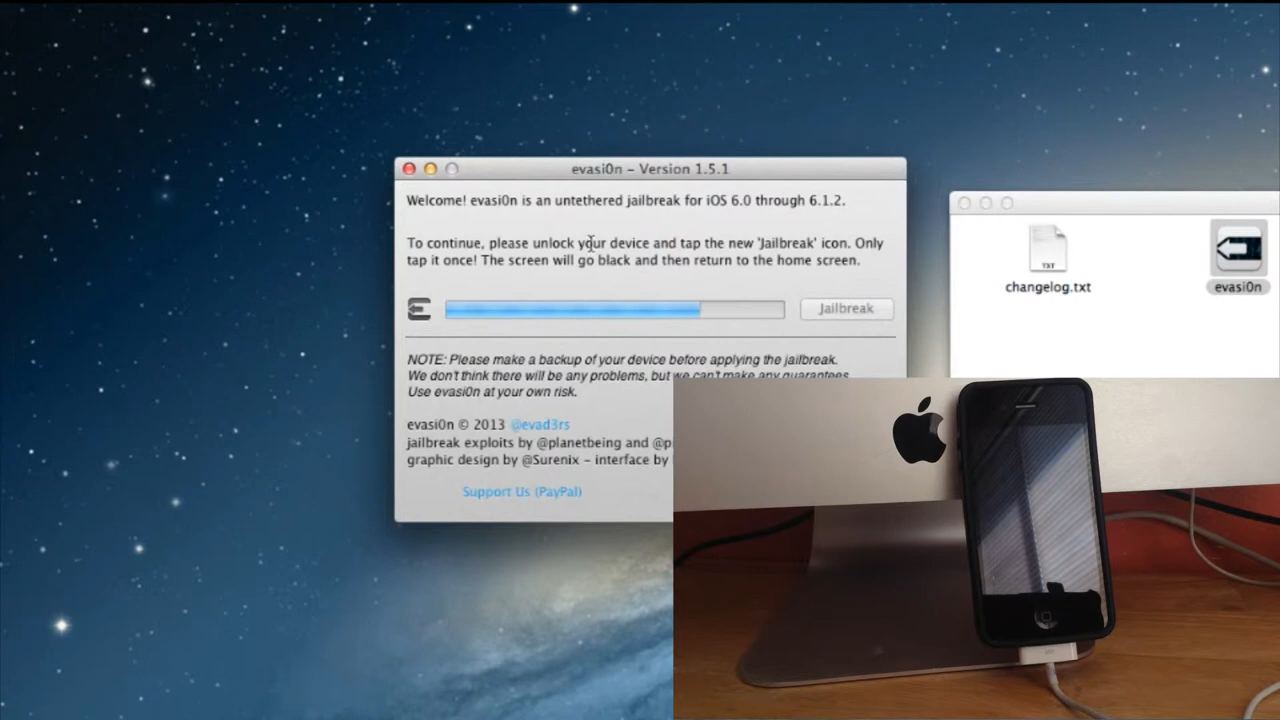 evasi0n – Version 1.5.1
Welcome! evasi0n is an untethered jailbreak for iOS 6.0 through 6.1.2.
To continue, please unlock your device and tap the new 'Jailbreak' icon. Only
tap it once! The screen will go black and then return to the home screen.
Jailbreak
NOTE: Please make a backup of your device before applying the jailbreak.
We don't think there will be any problems, but we can't make any guarantees.
Use evasi0n at your own risk.
evasi0n © 2013 @evad3rs
jailbreak exploits by @planetbeing and @p
graphic design by @Surenix – interface by
Support Us (PayPal)
TXT
changelog.txt
evasi0n